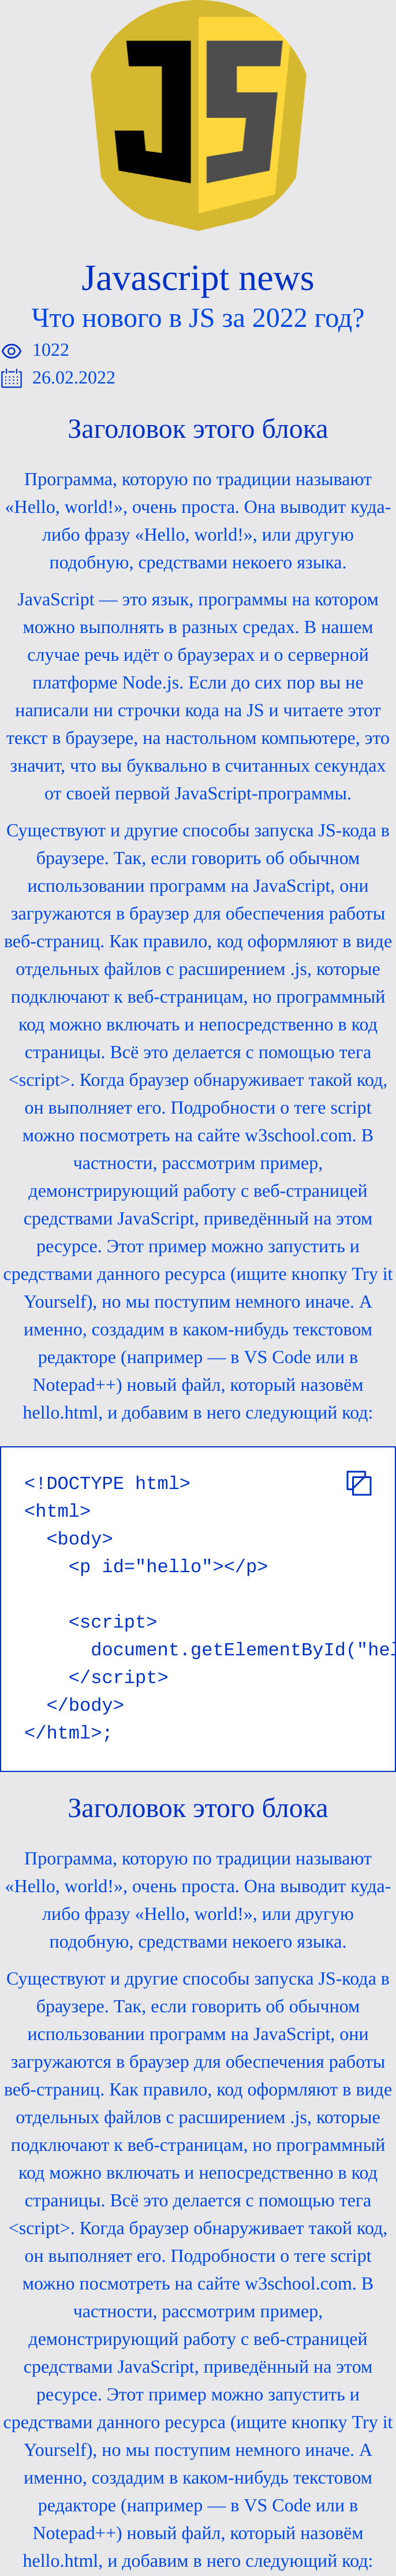 JS
Javascript news
Что нового в JS за 2022 год?
1022
26.02.2022
Заголовок этого блока
Программа, которую по традиции называют
«Hello, world!», очень проста. Она выводит куда-
либо фразу «Hello, world!», или другую
подобную, средствами некоего языка.
JavaScript — это язык, программы на котором
можно выполнять в разных средах. В нашем
случае речь идёт о браузерах и о серверной
платформе Node.js. Если до сих пор вы не
написали ни строчки кода на JS и читаете этот
текст в браузере, на настольном компьютере, это
значит, что вы буквально в считанных секундах
от своей первой JavaScript-программы.
Существуют и другие способы запуска JS-кода в
браузере. Так, если говорить об обычном
использовании программ на JavaScript, они
загружаются в браузер для обеспечения работы
веб-страниц. Как правило, код оформляют в виде
отдельных файлов с расширением .js, которые
подключают к веб-страницам, но программный
код можно включать и непосредственно в код
страницы. Всё это делается с помощью тега
<script>. Когда браузер обнаруживает такой код,
он выполняет его. Подробности о теге script
можно посмотреть на сайте w3school.com. В
частности, рассмотрим пример,
демонстрирующий работу с веб-страницей
средствами JavaScript, приведённый на этом
ресурсе. Этот пример можно запустить и
средствами данного ресурса (ищите кнопку Try it
Yourself), но мы поступим немного иначе. А
именно, создадим в каком-нибудь текстовом
редакторе (например — в VS Code или в
Notepad++) новый файл, который назовём
hello.html, и добавим в него следующий код:
<!DOCTYPE html>
<html>
  <body>
    <p id="hello"></p>
    <script>
      document.getElementById("hel
    </script>
  </body>
</html>;
Заголовок этого блока
Программа, которую по традиции называют
«Hello, world!», очень проста. Она выводит куда-
либо фразу «Hello, world!», или другую
подобную, средствами некоего языка.
Существуют и другие способы запуска JS-кода в
браузере. Так, если говорить об обычном
использовании программ на JavaScript, они
загружаются в браузер для обеспечения работы
веб-страниц. Как правило, код оформляют в виде
отдельных файлов с расширением .js, которые
подключают к веб-страницам, но программный
код можно включать и непосредственно в код
страницы. Всё это делается с помощью тега
<script>. Когда браузер обнаруживает такой код,
он выполняет его. Подробности о теге script
можно посмотреть на сайте w3school.com. В
частности, рассмотрим пример,
демонстрирующий работу с веб-страницей
средствами JavaScript, приведённый на этом
ресурсе. Этот пример можно запустить и
средствами данного ресурса (ищите кнопку Try it
Yourself), но мы поступим немного иначе. А
именно, создадим в каком-нибудь текстовом
редакторе (например — в VS Code или в
Notepad++) новый файл, который назовём
hello.html, и добавим в него следующий код: